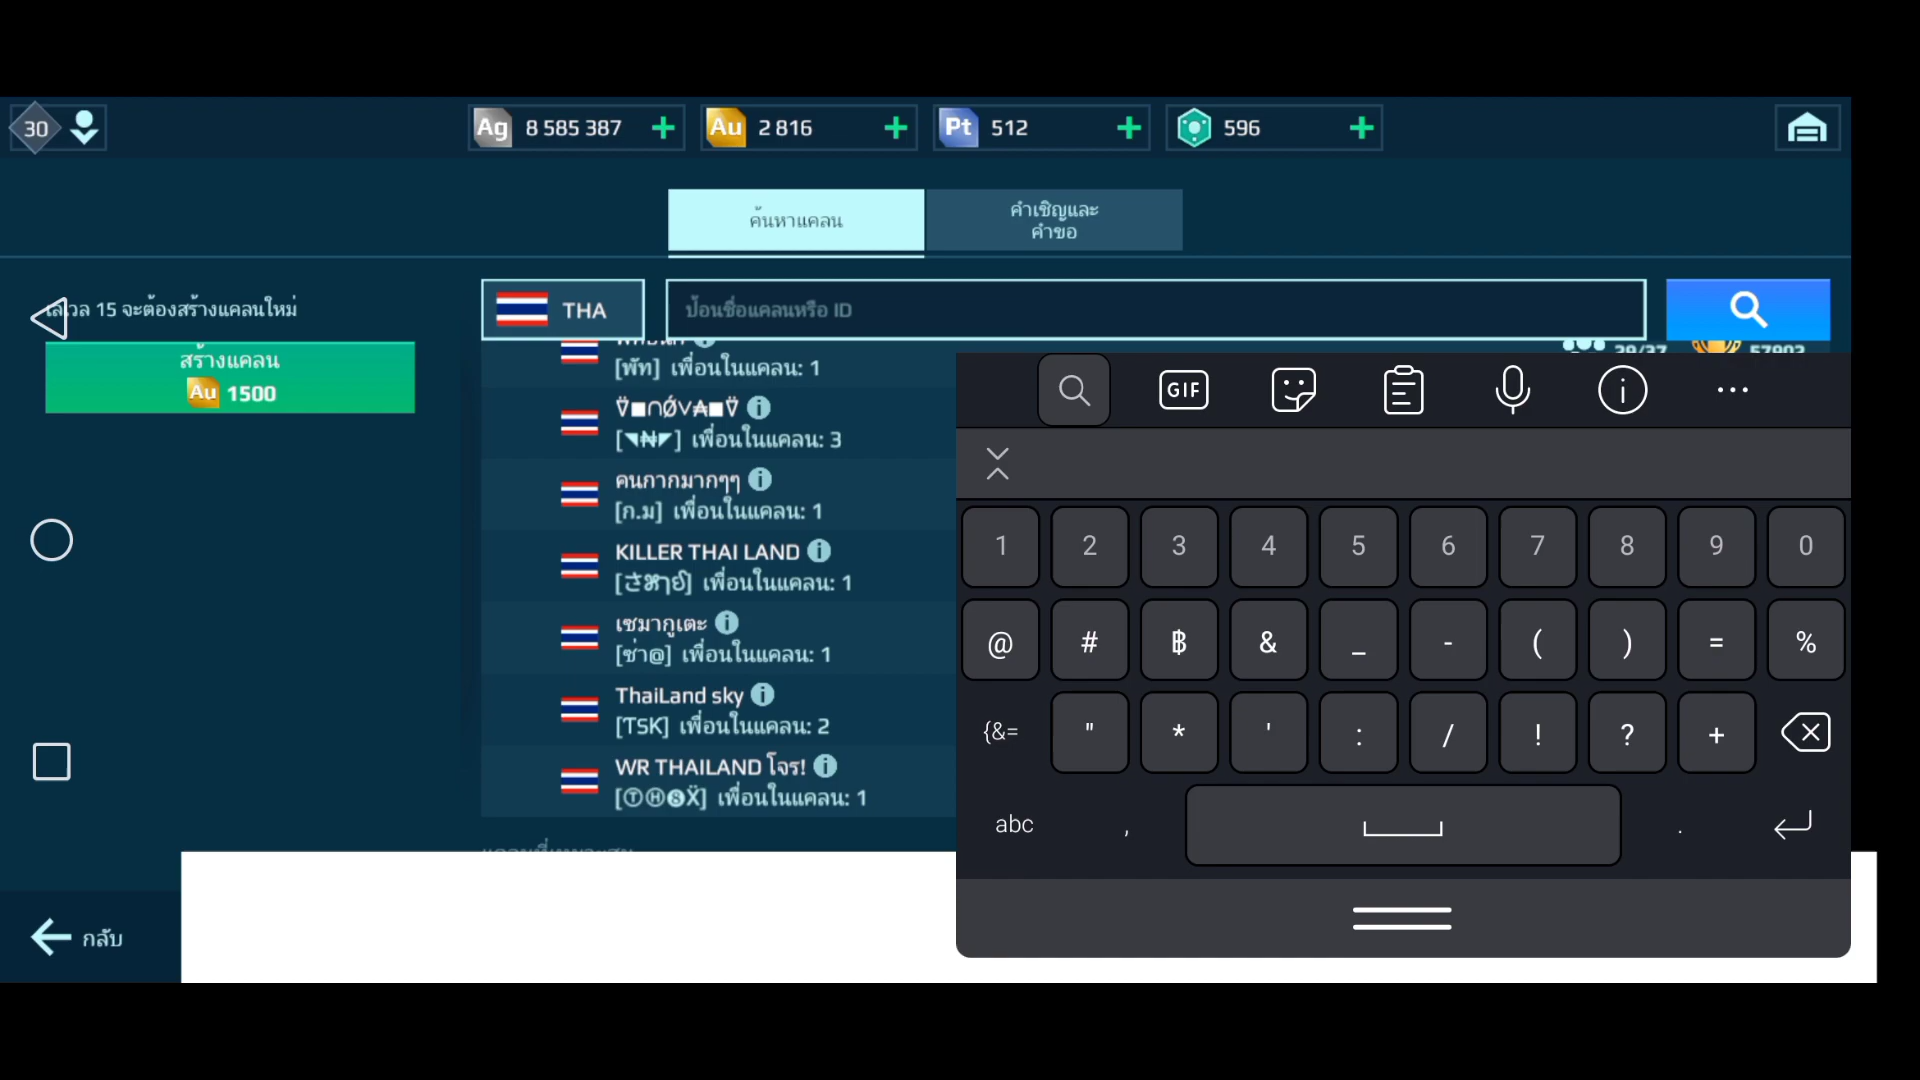 30
Ag 8 585 387 +
Au 2 816 +
Pt 512 +
596 +
ค้นหาแคลน
คำเชิญและ
คำขอ
15 จะต้องสร้างแคลนใหม่
สร้างแคลน
Au 1500
THA
ป้อนชื่อแคลนหรือ ID
[พัท] เพื่อนในแคลน: 1
เพื่อนในแคลน: 3
คนกากมากๆๆ
[ก.ม] เพื่อนในแคลน: 1
KILLER THAI LAND
เพื่อนในแคลน: 1
เซมากูเตะ
[ซ่า@] เพื่อนในแคลน: 1
ThaiLand sky
[TSK] เพื่อนในแคลน: 2
WR THAILAND โจร!
[ⓉⒽ❽Ẍ] เพื่อนในแคลน: 1
กลับ
GIF
1 2 3 4 5 6 7 8 9 0
@ # ฿ & _ - ( ) = %
{&= " * ' : / ! ? +
abc , .